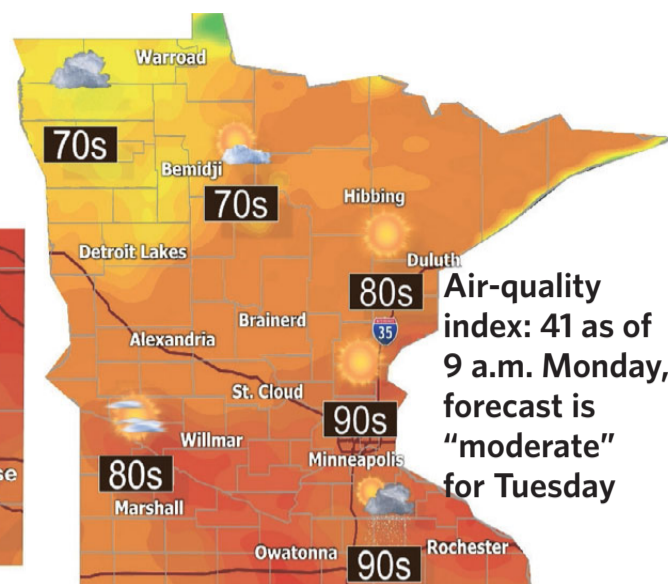 Warroad
70s
Bemidji
70s
Hibbing
Detroit Lakes
Duluth
80s
Air-quality
index: 41 as of
9 a.m. Monday,
forecast is
“moderate”
for Tuesday
Brainerd
35
Alexandria
St. Cloud
90s
Willmar
Minneapolis
80s
Marshall
Owatonna
Rochester
90s